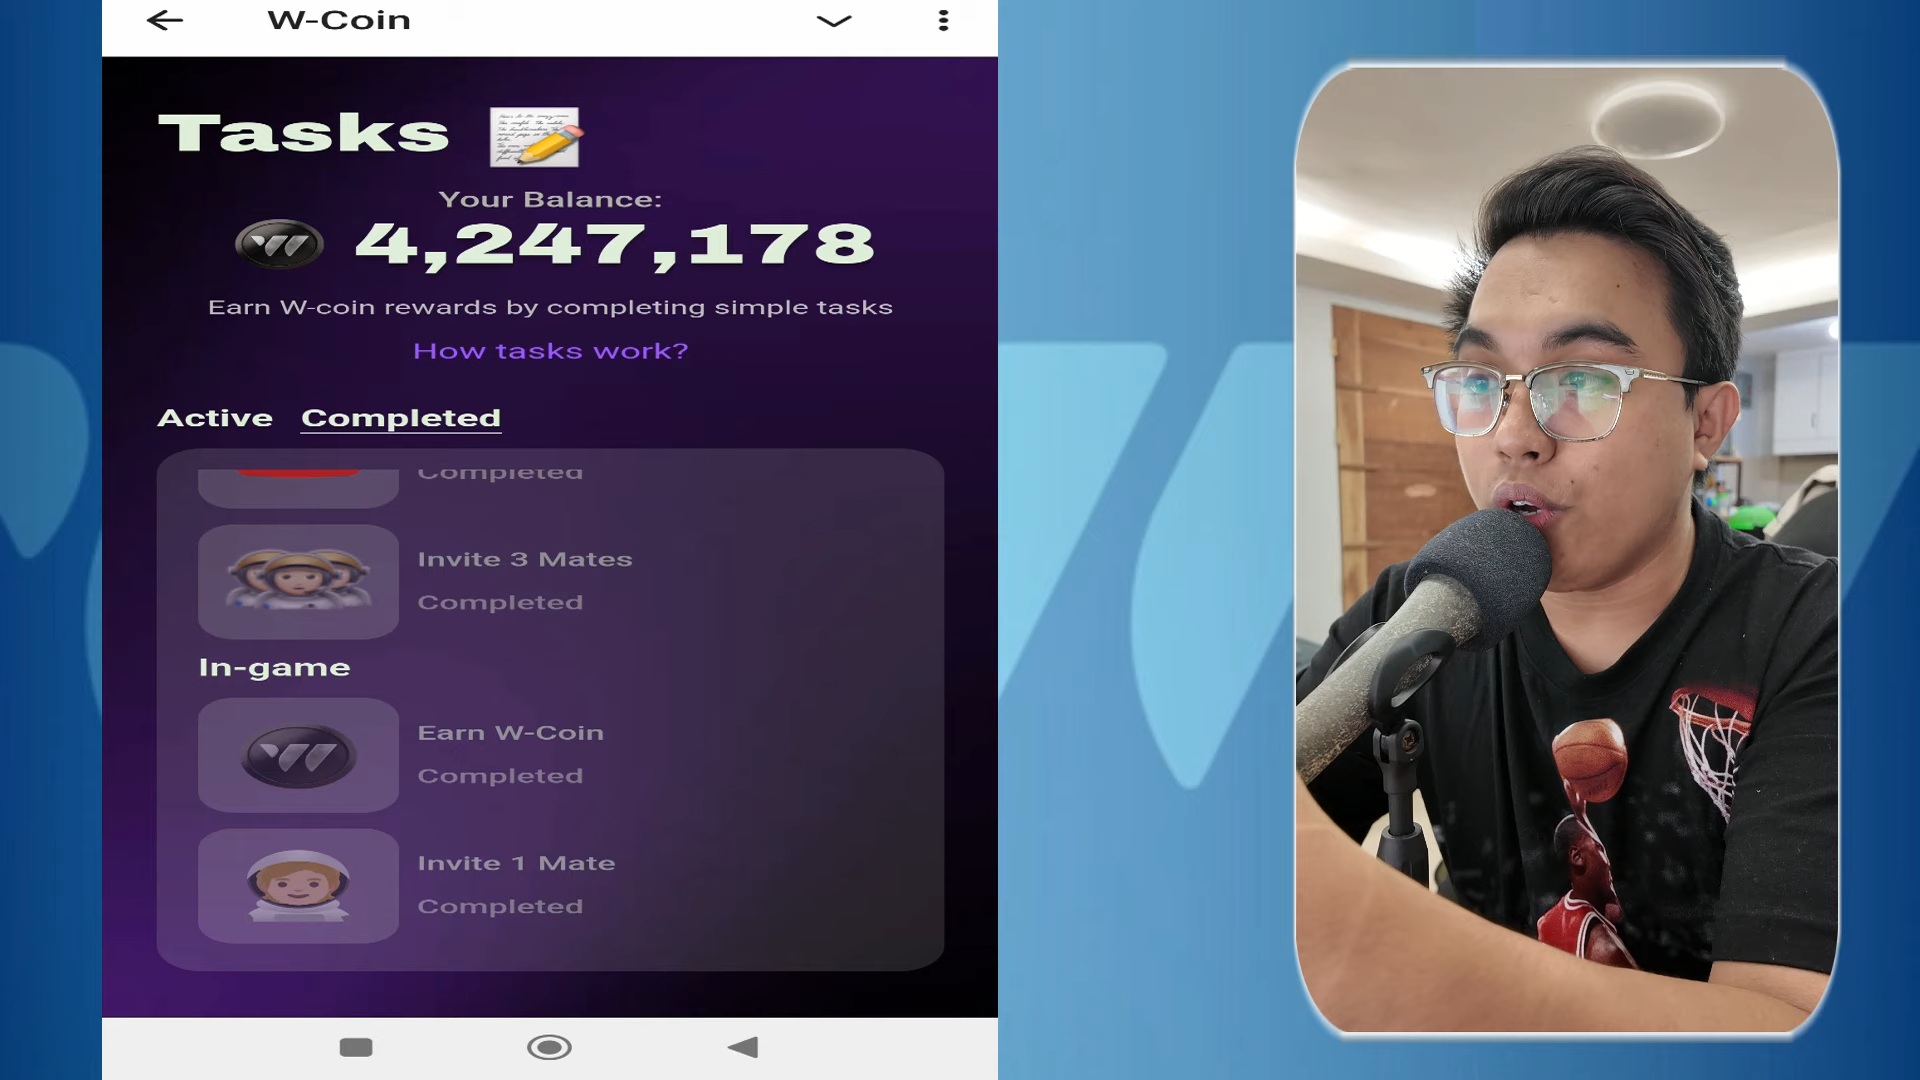 W-Coin
Tasks
Your Balance:
4,247,178
Earn W-coin rewards by completing simple tasks
How tasks work?
Active Completed
Completed
Invite 3 Mates
Completed
In-game
Earn W-Coin
Completed
Invite 1 Mate
Completed